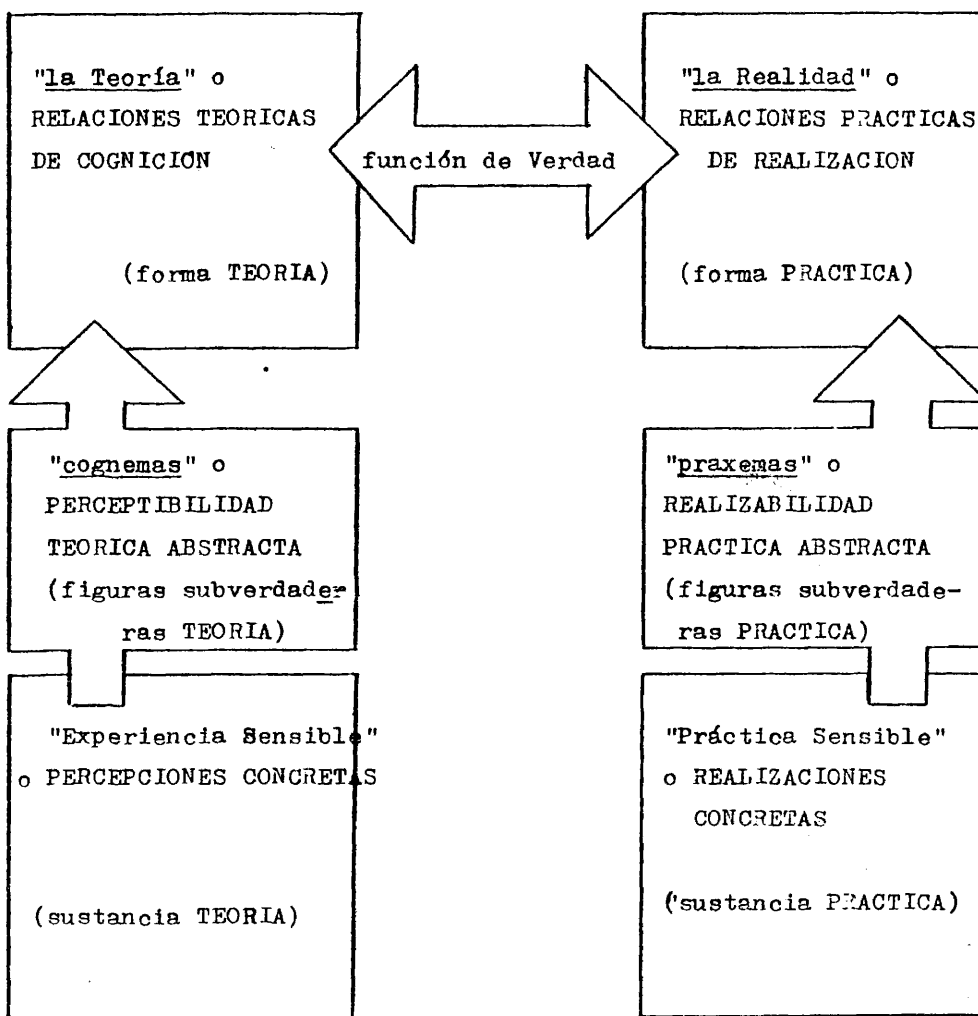 "la Teoría" o
RELACIONES TEORICAS
DE COGNICIÓN
(forma TEORIA)
función de Verdad
"la Realidad" o
RELACIONES PRACTICAS
DE REALIZACION
(forma PRACTICA)
"cognemas" o
PERCEPTIBILIDAD
TEORICA ABSTRACTA
(figuras subverdade-
ras TEORIA)
"praxemas" o
REALIZABILIDAD
PRACTICA ABSTRACTA
(figuras subverdade-
ras PRACTICA)
"Experiencia Sensible"
o PERCEPCIONES CONCRETAS
(sustancia TEORIA)
"Práctica Sensible"
o REALIZACIONES
CONCRETAS
(sustancia PRACTICA)